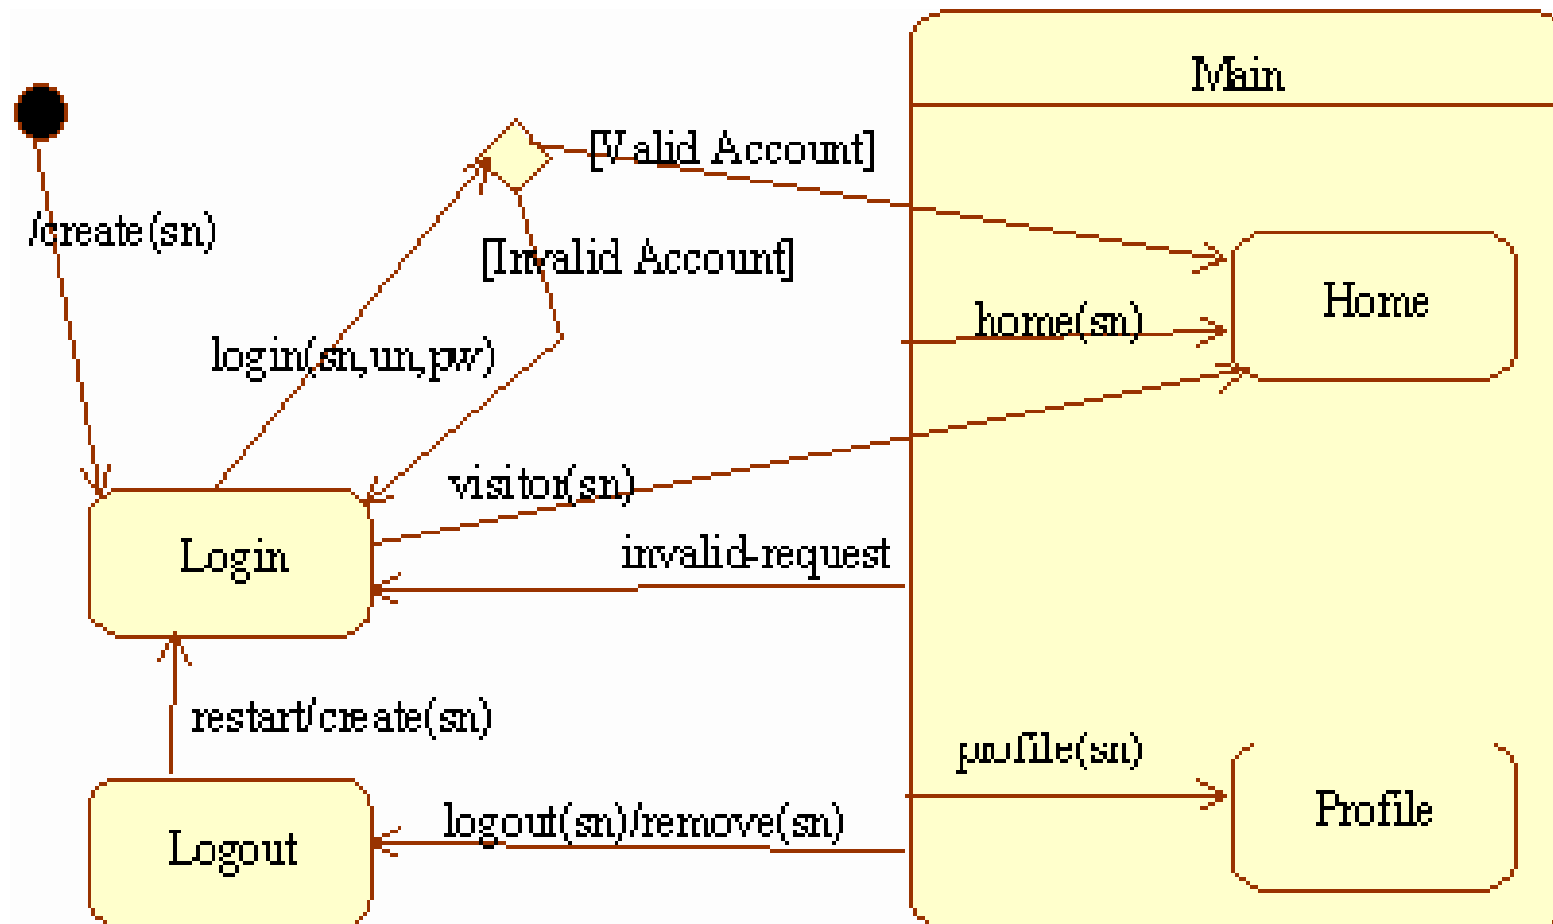 Main
[Valid Account]
/create(sn)
[Invalid Account]
Home
home(sn)
login(sn,un,pw)
visitor(sn)
invalid-request
Login
restart/create(sn)
profile(sn)
Profile
logout(sn)/remove(sn)
Logout